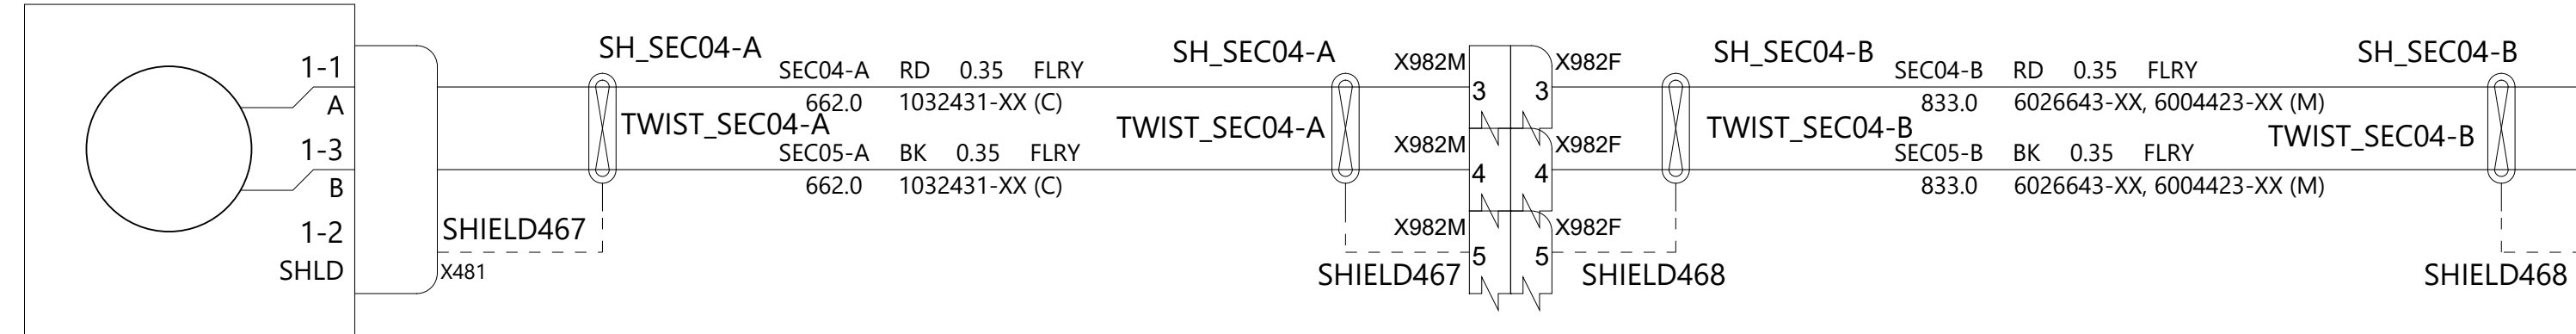 1-1
A
1-3
B
1-2
SHLD
X481
SH_SEC04-A
SEC04-A RD 0.35 FLRY
662.0 1032431-XX (C)
TWIST_SEC04-A
SEC05-A BK 0.35 FLRY
662.0 1032431-XX (C)
SHIELD467
SH_SEC04-A
TWIST_SEC04-A
SHIELD467
X982M 3 3 X982F
X982M 4 4 X982F
X982M 5 5 X982F
SHIELD468
SH_SEC04-B
SEC04-B RD 0.35 FLRY
833.0 6026643-XX, 6004423-XX (M)
TWIST_SEC04-B
SEC05-B BK 0.35 FLRY
833.0 6026643-XX, 6004423-XX (M)
SH_SEC04-B
TWIST_SEC04-B
SHIELD468